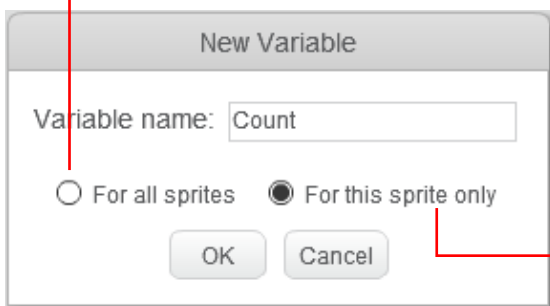 New Variable
Variable name: Count
For all sprites For this sprite only
OK Cancel